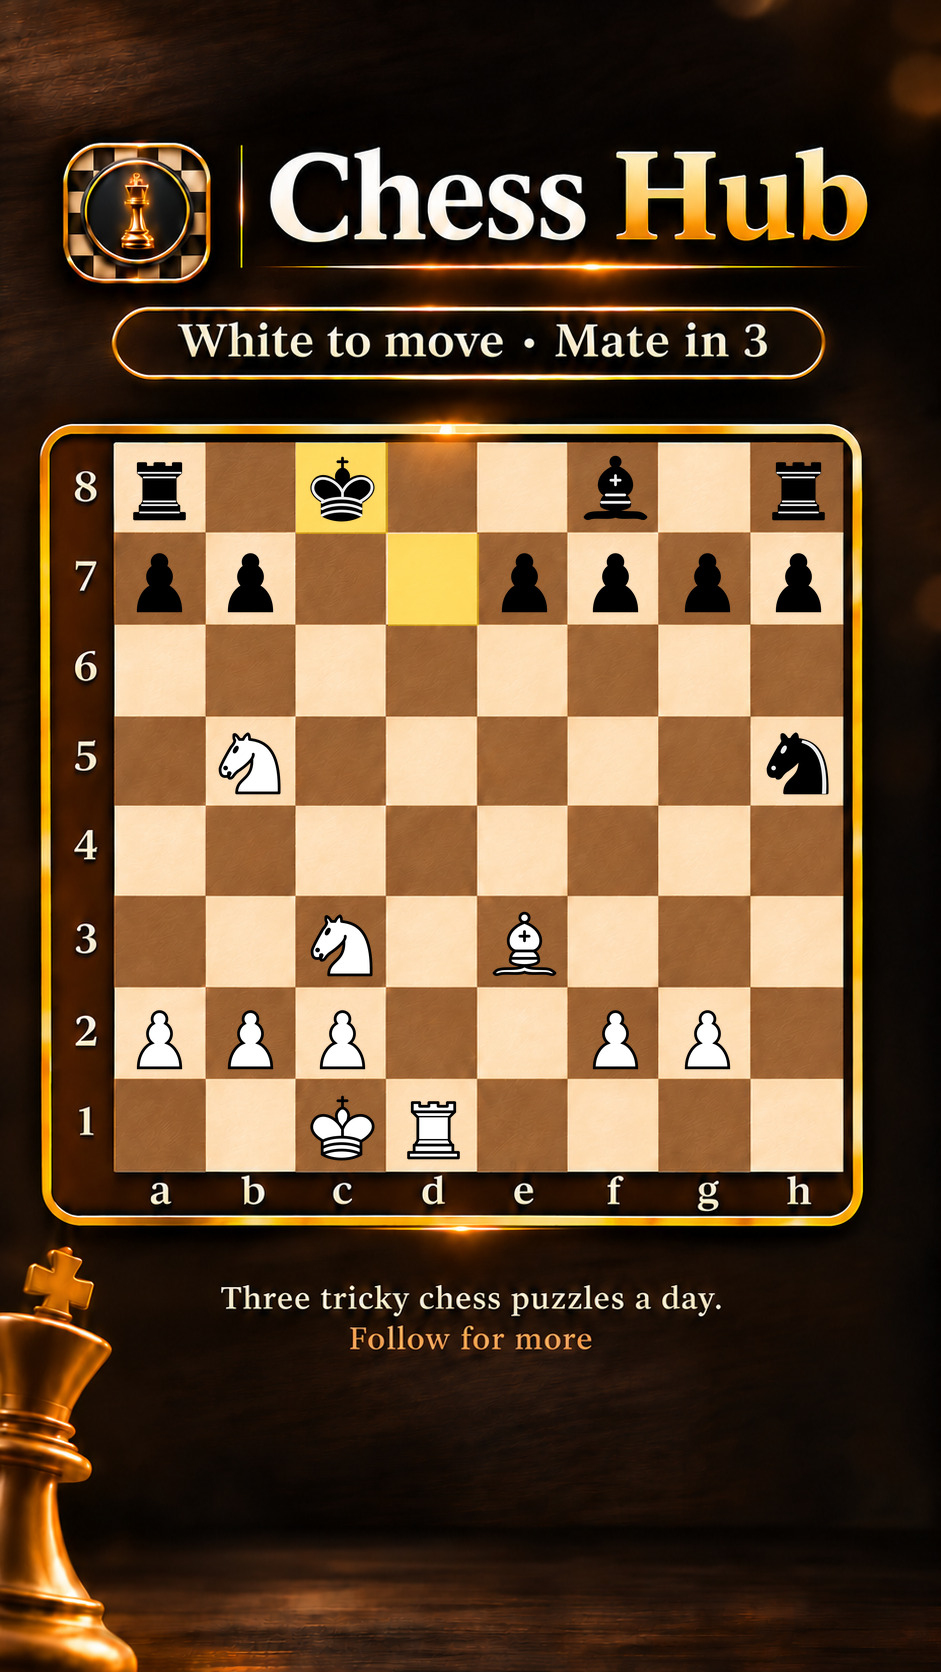 Chess Hub
White to move • Mate in 3
8
7
6
5
4
3
2
1
a b c d e f g h
Three tricky chess puzzles a day.
Follow for more